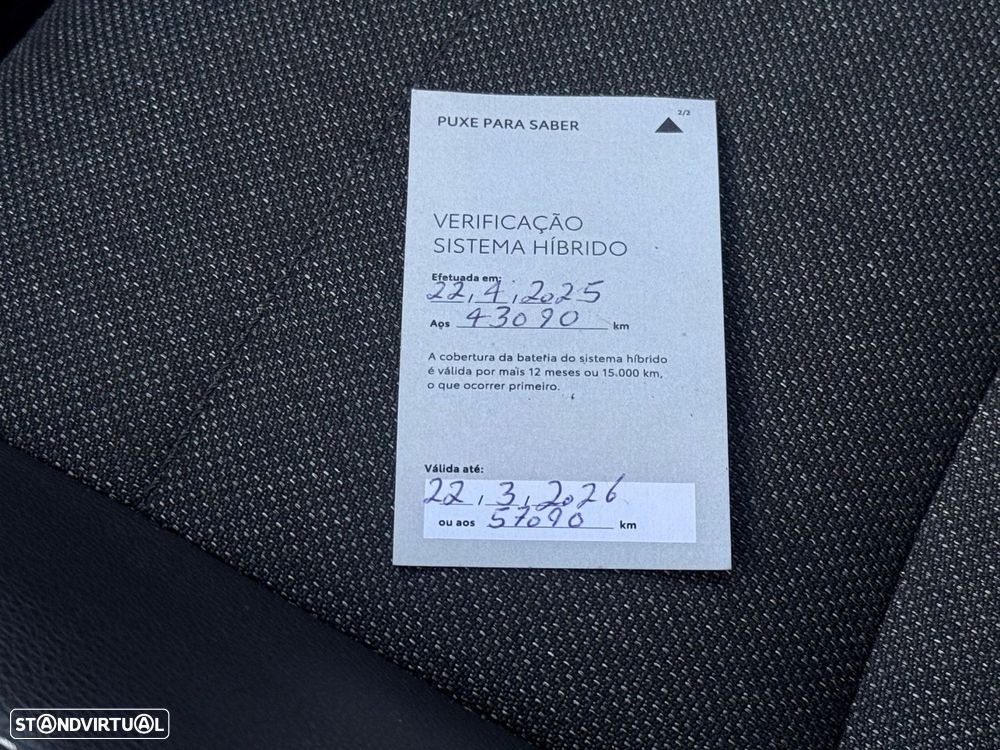 PUXE PARA SABER
2/2
VERIFICAÇÃO
SISTEMA HÍBRIDO
Efetuada em:
22, 4, 2025
Aos 43090 km
A cobertura da bateria do sistema híbrido
é válida por mais 12 meses ou 15.000 km,
o que ocorrer primeiro.
Válida até:
22, 3, 2026
ou aos 57090 km
STANDVIRTUAL